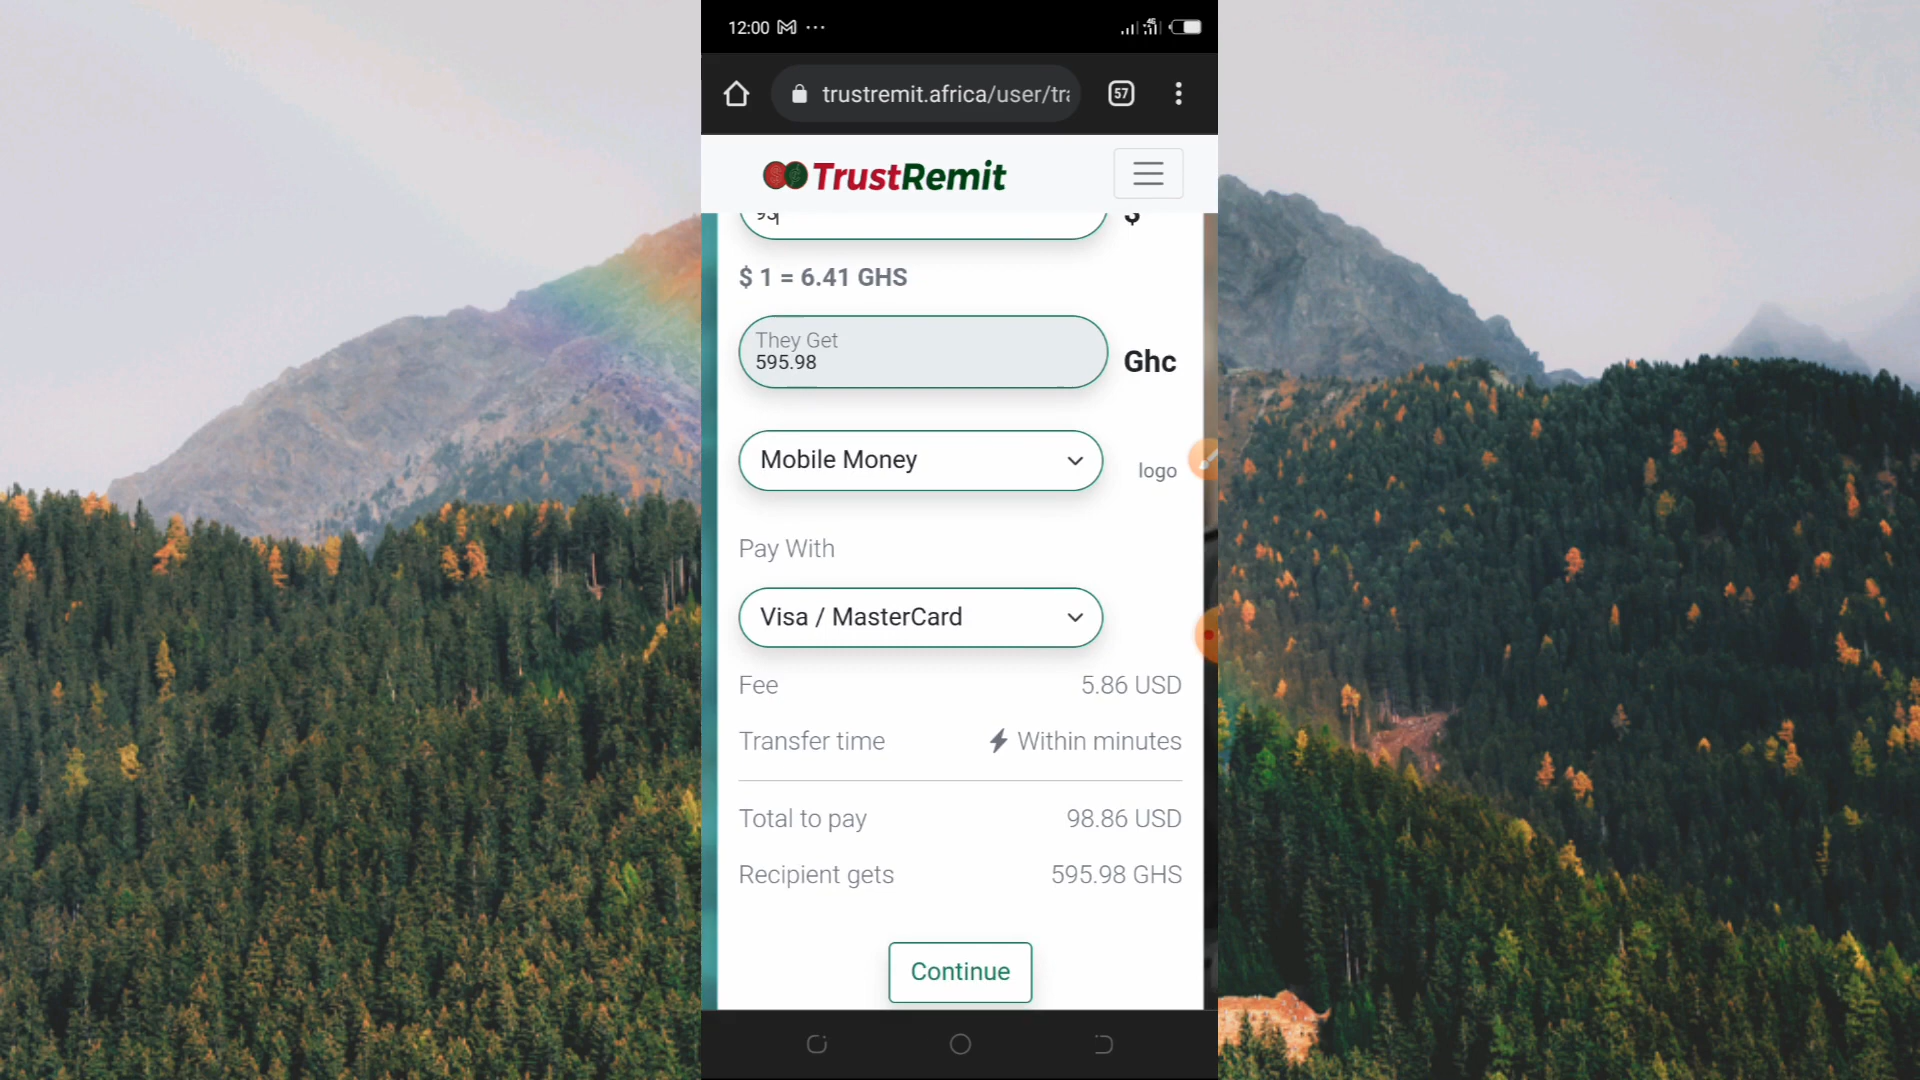 12:00
trustremit.africa/user/tra
57
TrustRemit
93 $
$ 1 = 6.41 GHS
They Get
595.98
Ghc
Mobile Money
logo
Pay With
Visa / MasterCard
Fee 5.86 USD
Transfer time Within minutes
Total to pay 98.86 USD
Recipient gets 595.98 GHS
Continue